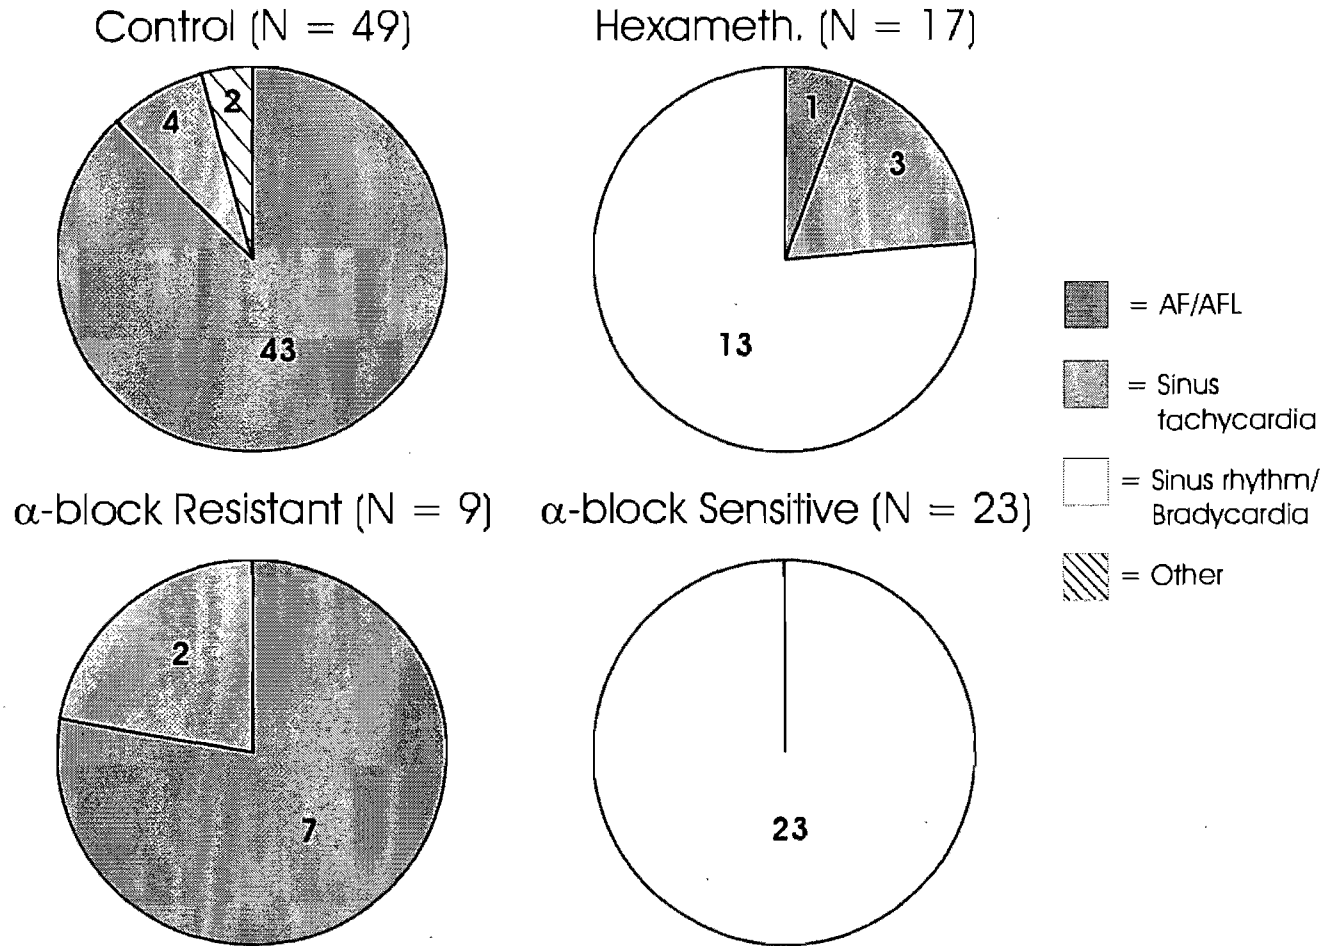 Control (N = 49)
Hexameth. (N = 17)
4
2
43
1
3
13
= AF/AFL
= Sinus
tachycardia
= Sinus rhythm/
Bradycardia
= Other
α-block Resistant (N = 9)
α-block Sensitive (N = 23)
2
7
23